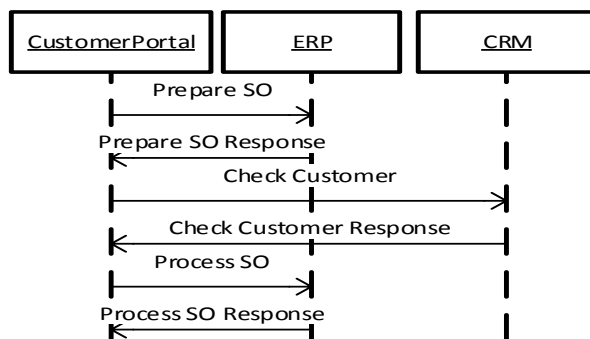 CustomerPortal
ERP
CRM
Prepare SO
Prepare SO Response
Check Customer
Check Customer Response
Process SO
Process SO Response